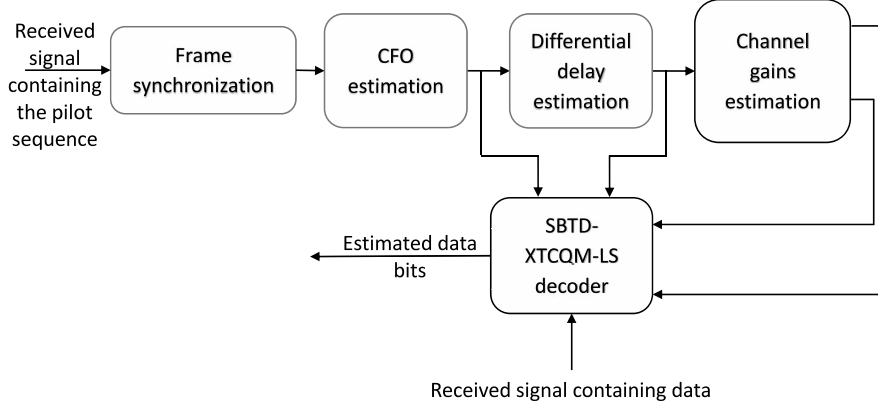 Received
signal
containing
the pilot
sequence
Frame
synchronization
CFO
estimation
Differential
delay
estimation
Channel
gains
estimation
SBTD-
XTCQM-LS
decoder
Estimated data
bits
Received signal containing data